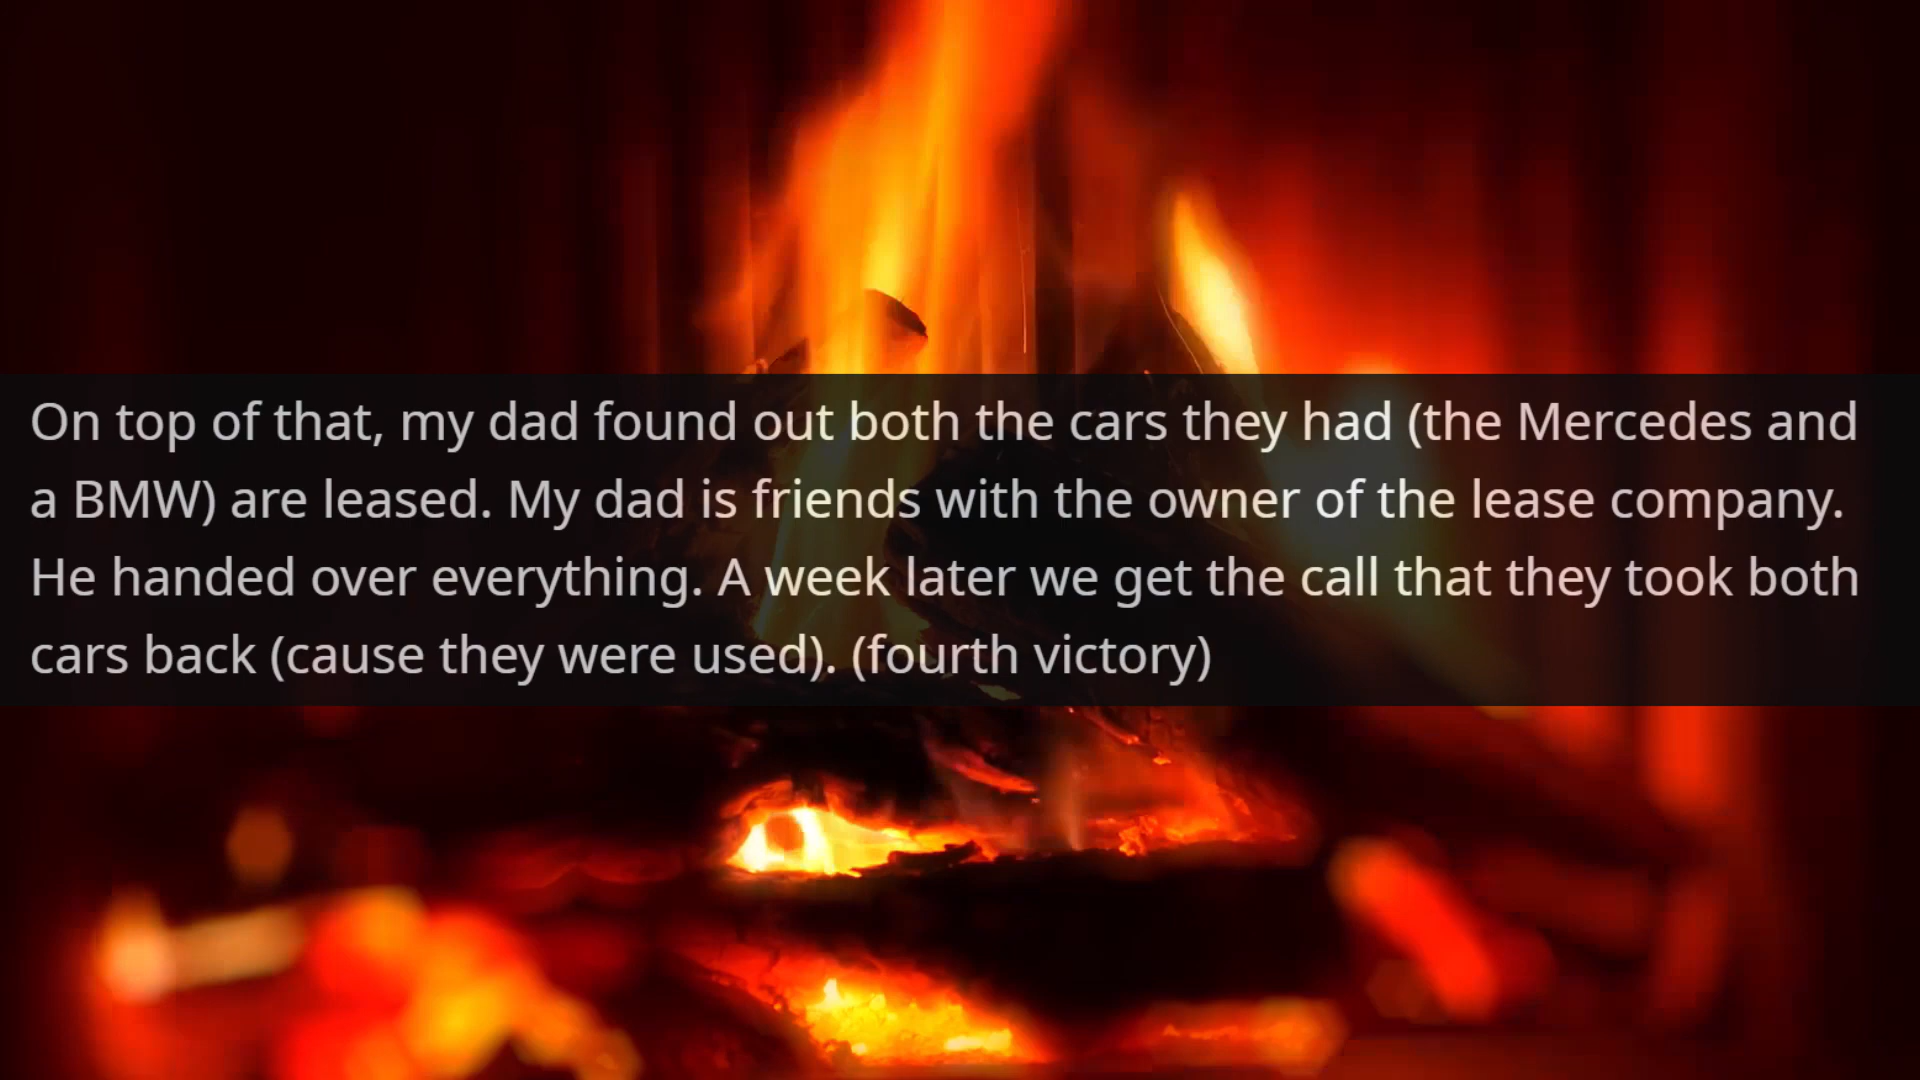 On top of that, my dad found out both the cars they had (the Mercedes and
a BMW) are leased. My dad is friends with the owner of the lease company.
He handed over everything. A week later we get the call that they took both
cars back (cause they were used). (fourth victory)